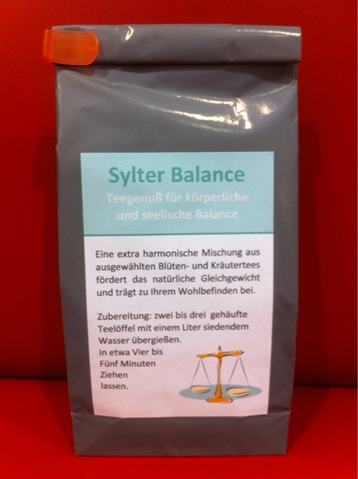 Sylter Balance
Teegenuß für körperliche
und seelische Balance
Eine extra harmonische Mischung aus
ausgewählten Blüten- und Kräutertees
fördert das natürliche Gleichgewicht
und trägt zu Ihrem Wohlbefinden bei.
Zubereitung: zwei bis drei gehäufte
Teelöffel mit einem Liter siedendem
Wasser übergießen.
In etwa Vier bis
Fünf Minuten
Ziehen
lassen.